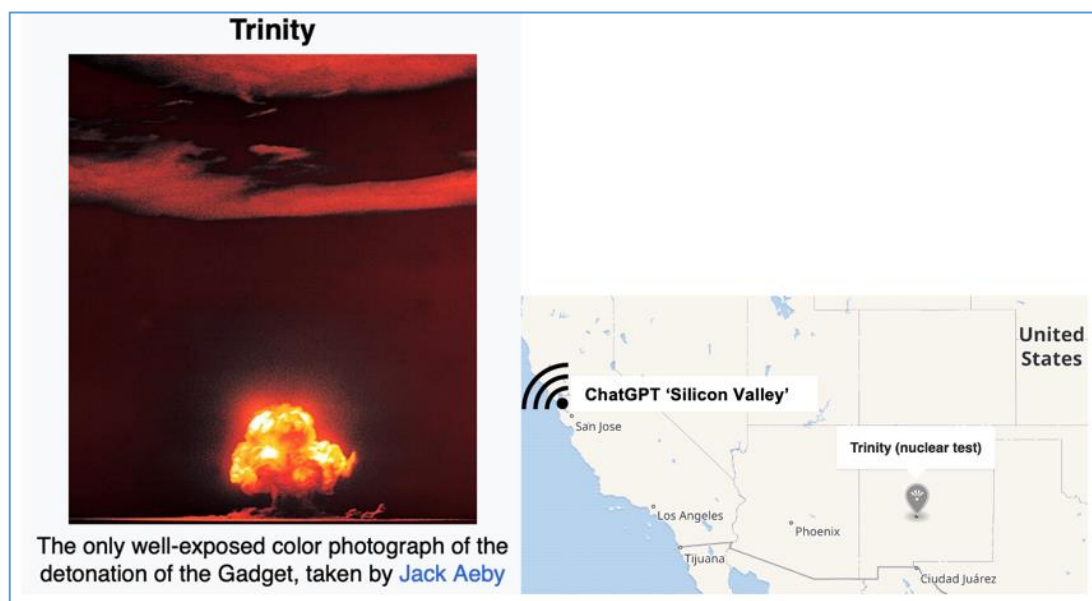 Trinity
The only well-exposed color photograph of the
detonation of the Gadget, taken by Jack Aeby
United
States
ChatGPT ‘Silicon Valley’
San Jose
Trinity (nuclear test)
Los Angeles
Phoenix
Tijuana
Ciudad Juárez